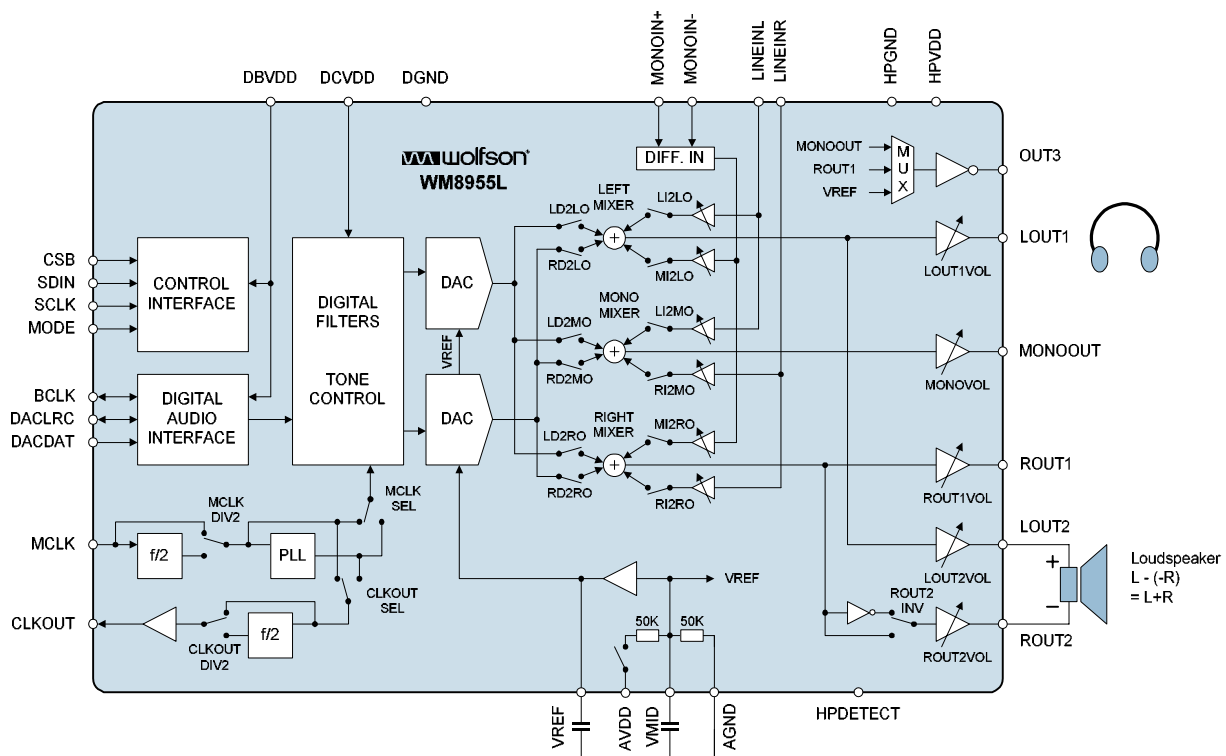 DBVDD
DCVDD
DGND
MONOIN+
MONOIN-
LINEINL
LINEINR
HPGND
HPVDD
wolfson
WM8955L
DIFF. IN
MONOOUT
ROUT1
VREF
MUX
OUT3
LEFT
MIXER
LD2LO
RD2LO
LI2LO
MI2LO
LOUT1
LOUT1VOL
CSB
SDIN
SCLK
MODE
CONTROL
INTERFACE
DIGITAL
FILTERS
TONE
CONTROL
DAC
VREF
DAC
MONO
MIXER
LD2MO
RD2MO
LI2MO
RI2MO
MONOOUT
MONOVOL
BCLK
DACLRC
DACDAT
DIGITAL
AUDIO
INTERFACE
RIGHT
MIXER
LD2RO
RD2RO
MI2RO
RI2RO
ROUT1
ROUT1VOL
MCLK
MCLK
DIV2
f/2
PLL
MCLK
SEL
CLKOUT
SEL
CLKOUT
CLKOUT
DIV2
f/2
VREF
50K
50K
LOUT2
LOUT2VOL
ROUT2
INV
ROUT2VOL
ROUT2
+
−
Loudspeaker
L - (-R)
= L+R
VREF
AVDD
VMID
AGND
HPDETECT